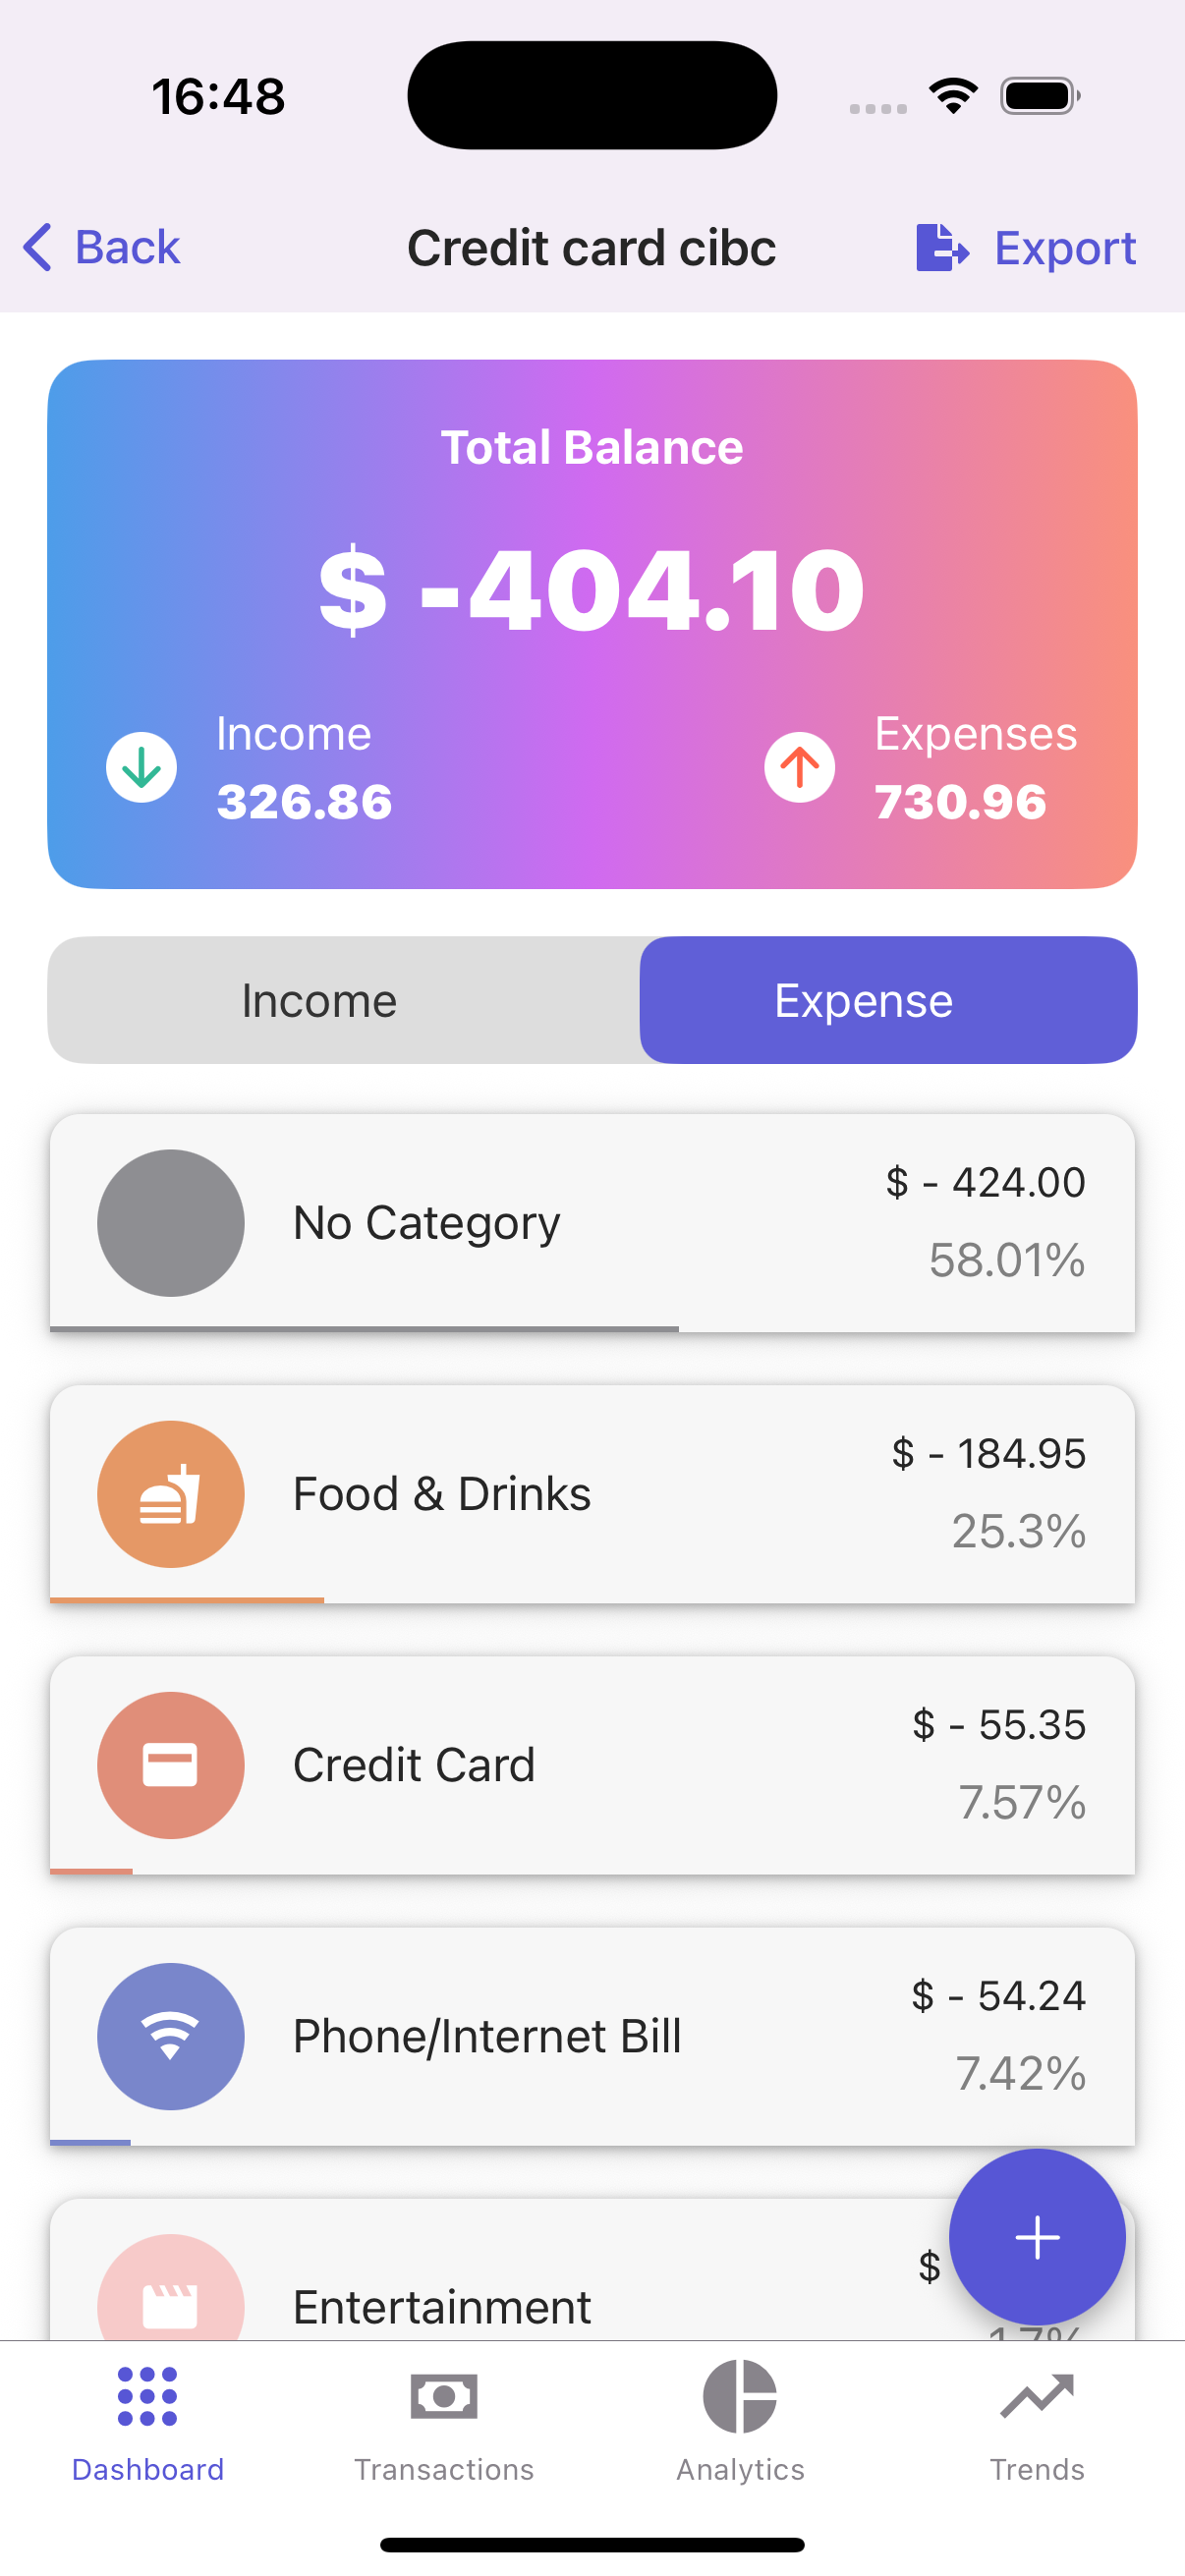 16:48
Back
Credit card cibc
Export
Total Balance
$ -404.10
Income
326.86
Expenses
730.96
Income
Expense
No Category
$ - 424.00
58.01%
Food & Drinks
$ - 184.95
25.3%
Credit Card
$ - 55.35
7.57%
Phone/Internet Bill
$ - 54.24
7.42%
Entertainment
$
1.7%
Dashboard
Transactions
Analytics
Trends